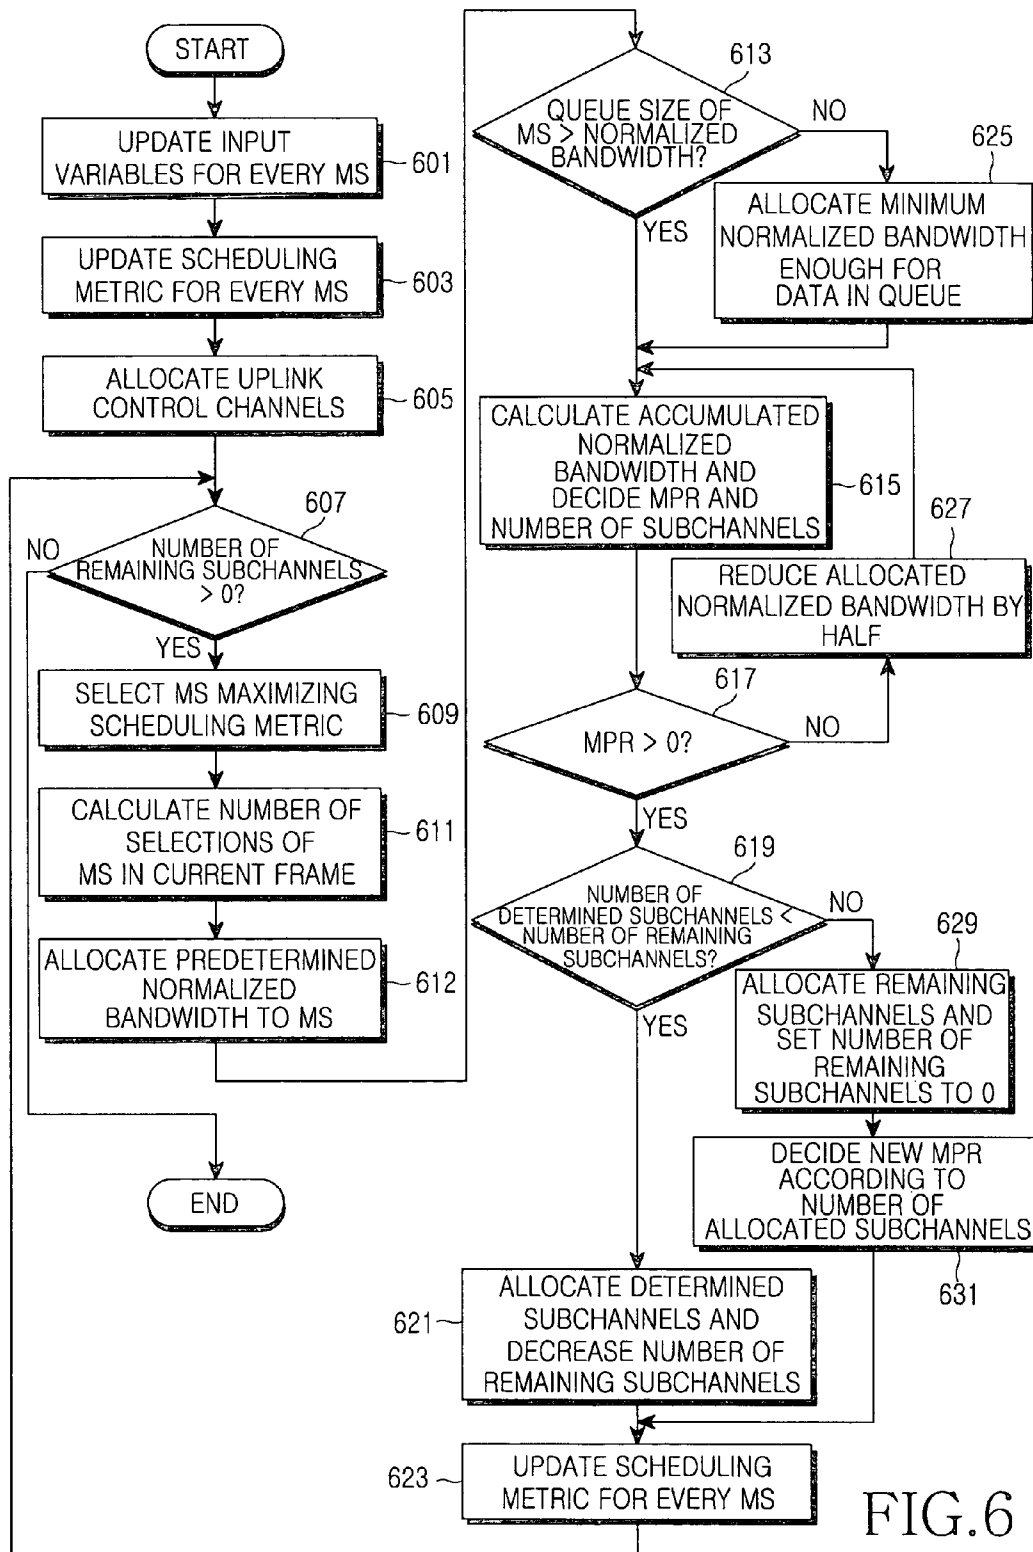 START
UPDATE INPUT
VARIABLES FOR EVERY MS
601
UPDATE SCHEDULING
METRIC FOR EVERY MS
603
ALLOCATE UPLINK
CONTROL CHANNELS
605
607
NO
NUMBER OF
REMAINING SUBCHANNELS
> 0?
YES
SELECT MS MAXIMIZING
SCHEDULING METRIC
609
CALCULATE NUMBER OF
SELECTIONS OF
MS IN CURRENT FRAME
611
ALLOCATE PREDETERMINED
NORMALIZED
BANDWIDTH TO MS
612
END
613
QUEUE SIZE OF
MS > NORMALIZED
BANDWIDTH?
NO
YES
625
ALLOCATE MINIMUM
NORMALIZED BANDWIDTH
ENOUGH FOR
DATA IN QUEUE
CALCULATE ACCUMULATED
NORMALIZED
BANDWIDTH AND
DECIDE MPR AND
NUMBER OF SUBCHANNELS
615
627
REDUCE ALLOCATED
NORMALIZED BANDWIDTH BY
HALF
617
MPR > 0?
NO
YES
619
NUMBER OF
DETERMINED SUBCHANNELS <
NUMBER OF REMAINING
SUBCHANNELS?
NO
YES
629
ALLOCATE REMAINING
SUBCHANNELS AND
SET NUMBER OF
REMAINING
SUBCHANNELS TO 0
DECIDE NEW MPR
ACCORDING TO
NUMBER OF
ALLOCATED SUBCHANNELS
631
ALLOCATE DETERMINED
SUBCHANNELS AND
DECREASE NUMBER OF
REMAINING SUBCHANNELS
621
UPDATE SCHEDULING
METRIC FOR EVERY MS
623
FIG.6